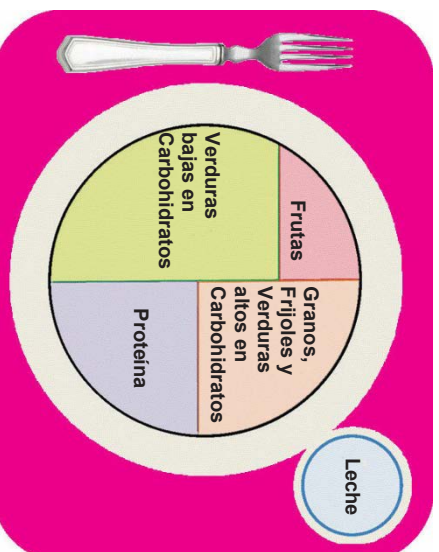 Leche
Frutas
Granos,
Frijoles y
Verduras
altos en
Carbohidratos
Verduras
bajas en
Carbohidratos
Proteína